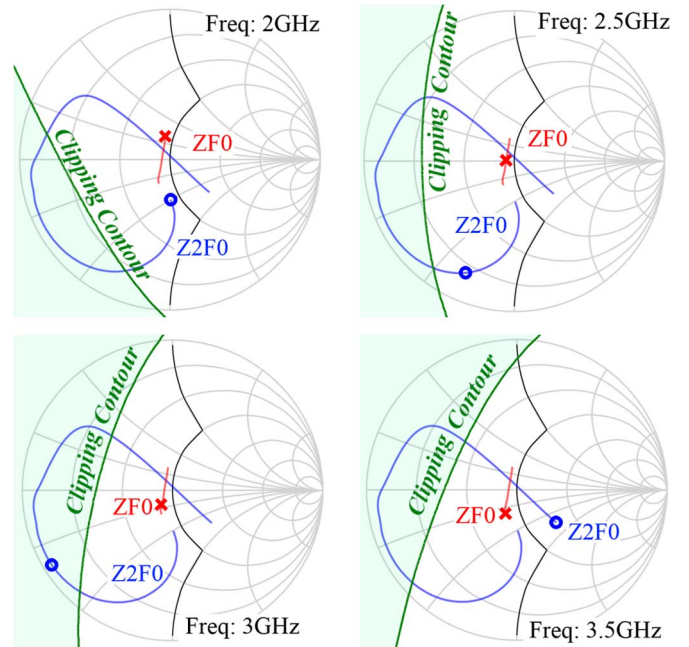 Freq: 2GHz
ZF0
Clipping Contour
Z2F0
Freq: 2.5GHz
Clipping Contour
ZF0
Z2F0
Clipping Contour
ZF0
Z2F0
Freq: 3GHz
Clipping Contour
ZF0
Z2F0
Freq: 3.5GHz